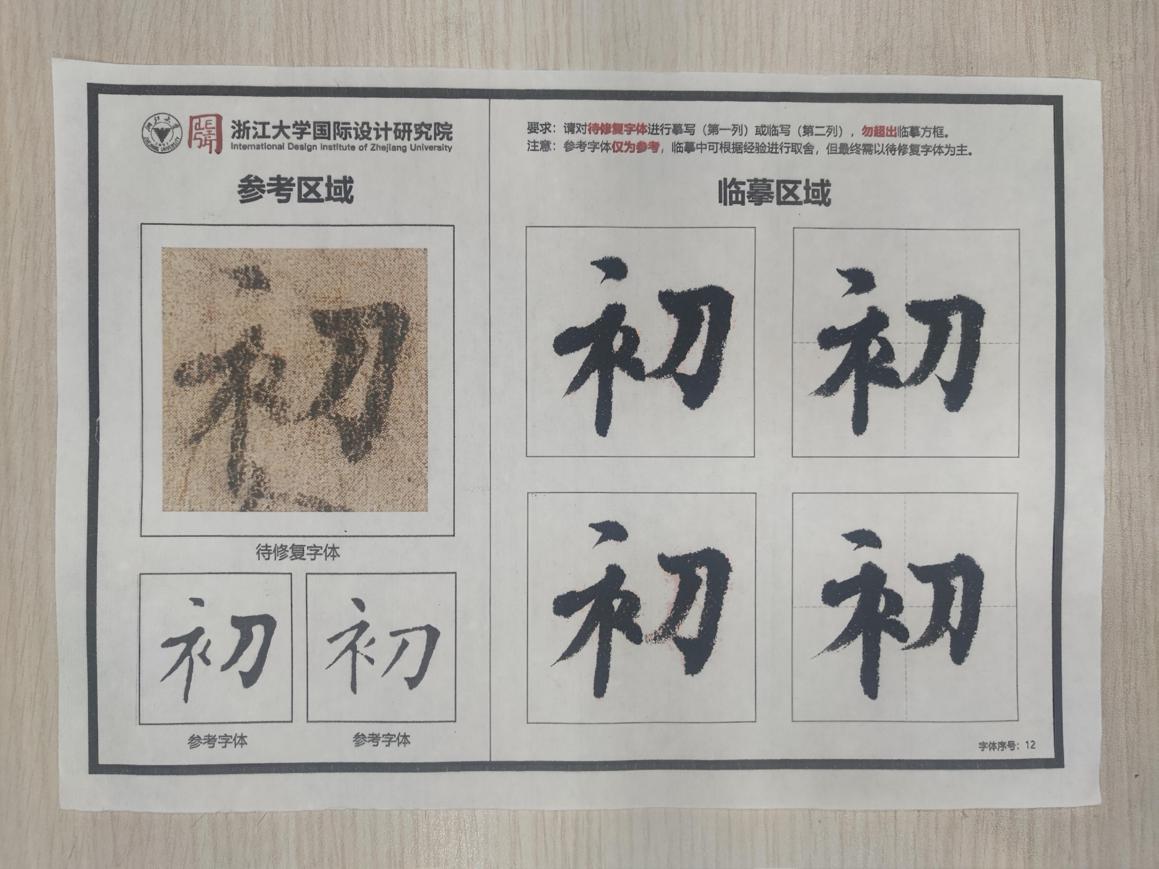 浙江大学国际设计研究院
International Design Institute of Zhejiang University
参考区域
初
待修复字体
初
初
参考字体
参考字体
要求：请对待修复字体进行摹写（第一列）或临写（第二列），勿超出临摹方框。
注意：参考字体仅为参考，临摹中可根据经验进行取舍，但最终需以待修复字体为主。
临摹区域
初
初
初
初
字体序号：12